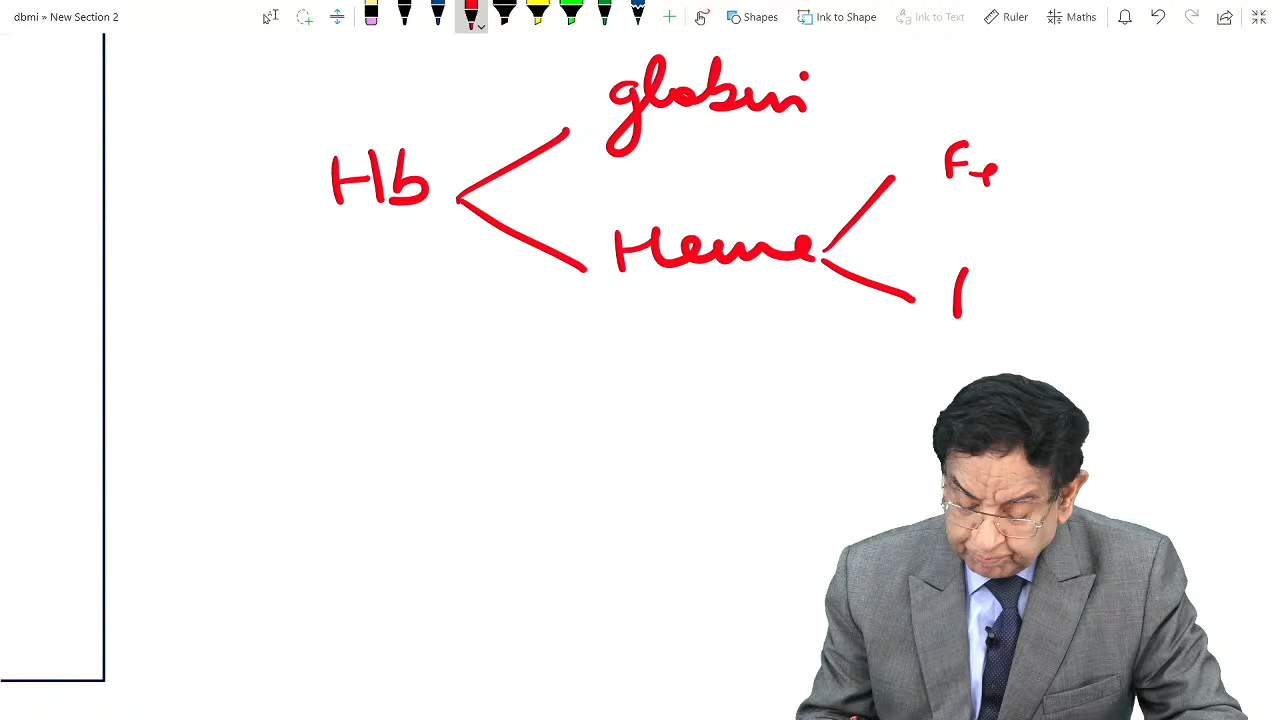 dbmi » New Section 2
Shapes
Ink to Shape
Ink to Text
Ruler
Maths
globin
Fe
Hb
Heme